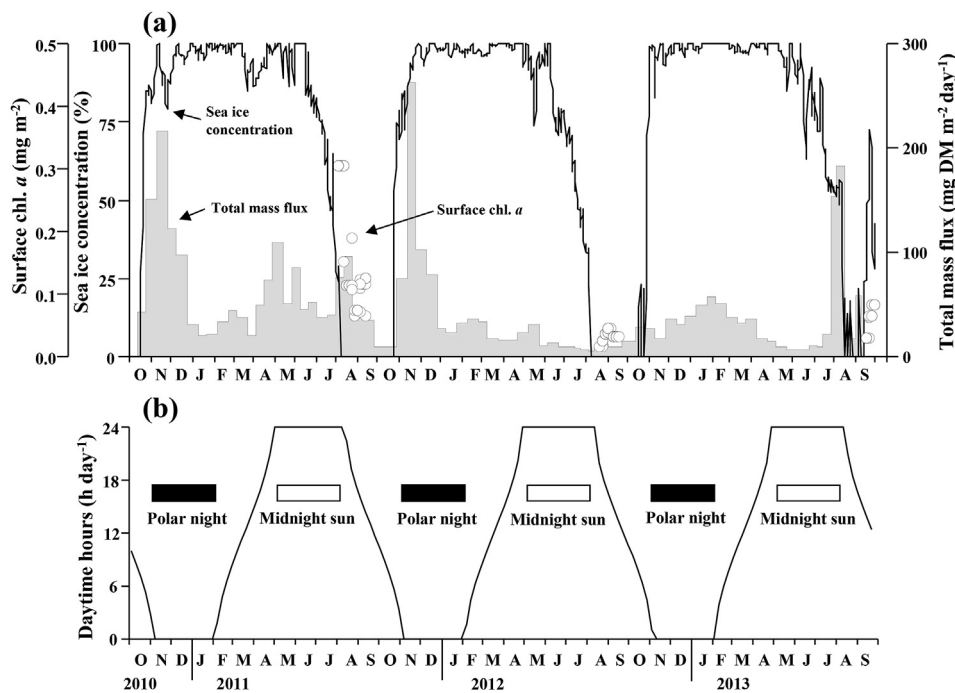 (a)
Surface chl. a (mg m-2)
0.5
0.4
0.3
0.2
0.1
0.0
Sea ice concentration (%)
100
75
50
25
0
Sea ice
concentration
Total mass flux
Surface chl. a
300
200
100
0
Total mass flux (mg DM m-2 day-1)
O N D J F M A M J J A S O N D J F M A M J J A S O N D J F M A M J J A S
(b)
Daytime hours (h day-1)
24
18
12
6
0
Polar night Midnight sun Polar night Midnight sun Polar night Midnight sun
O N D J F M A M J J A S O N D J F M A M J J A S O N D J F M A M J J A S
2010 2011 2012 2013